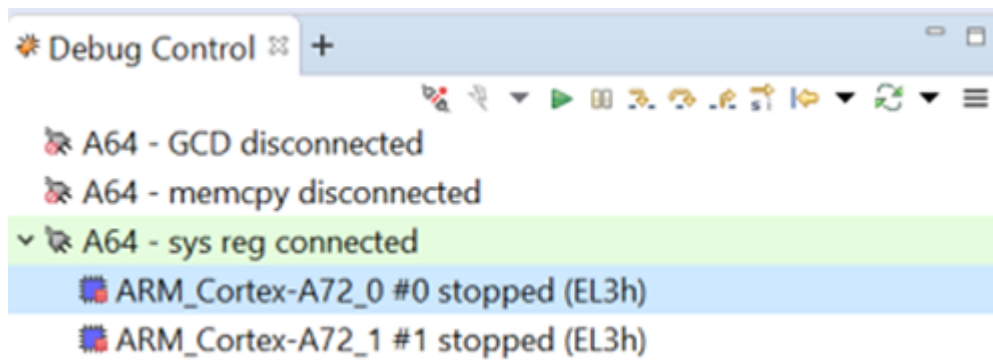 Debug Control
A64 - GCD disconnected
A64 - memcpy disconnected
A64 - sys reg connected
ARM_Cortex-A72_0 #0 stopped (EL3h)
ARM_Cortex-A72_1 #1 stopped (EL3h)